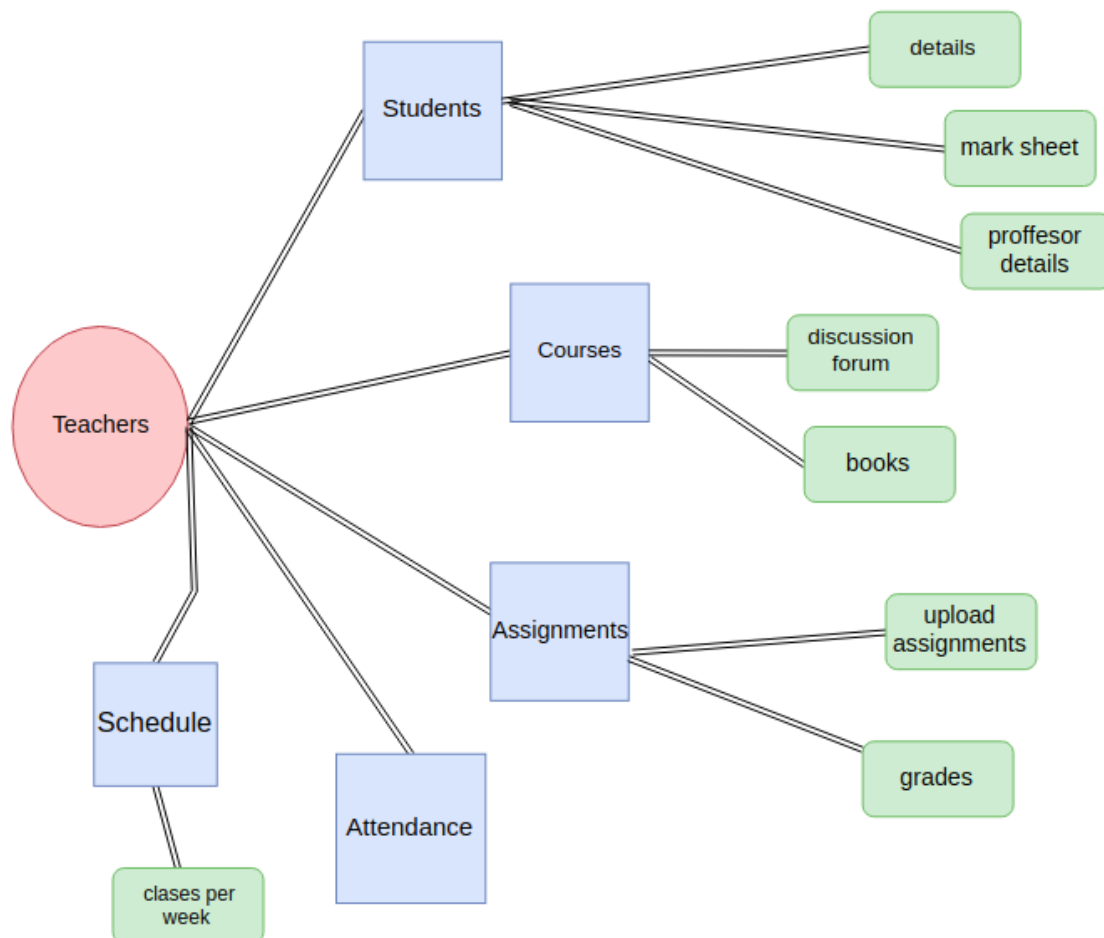 details
Students
mark sheet
proffesor
details
discussion
forum
Courses
Teachers
books
upload
assignments
Assignments
Schedule
grades
Attendance
clases per
week